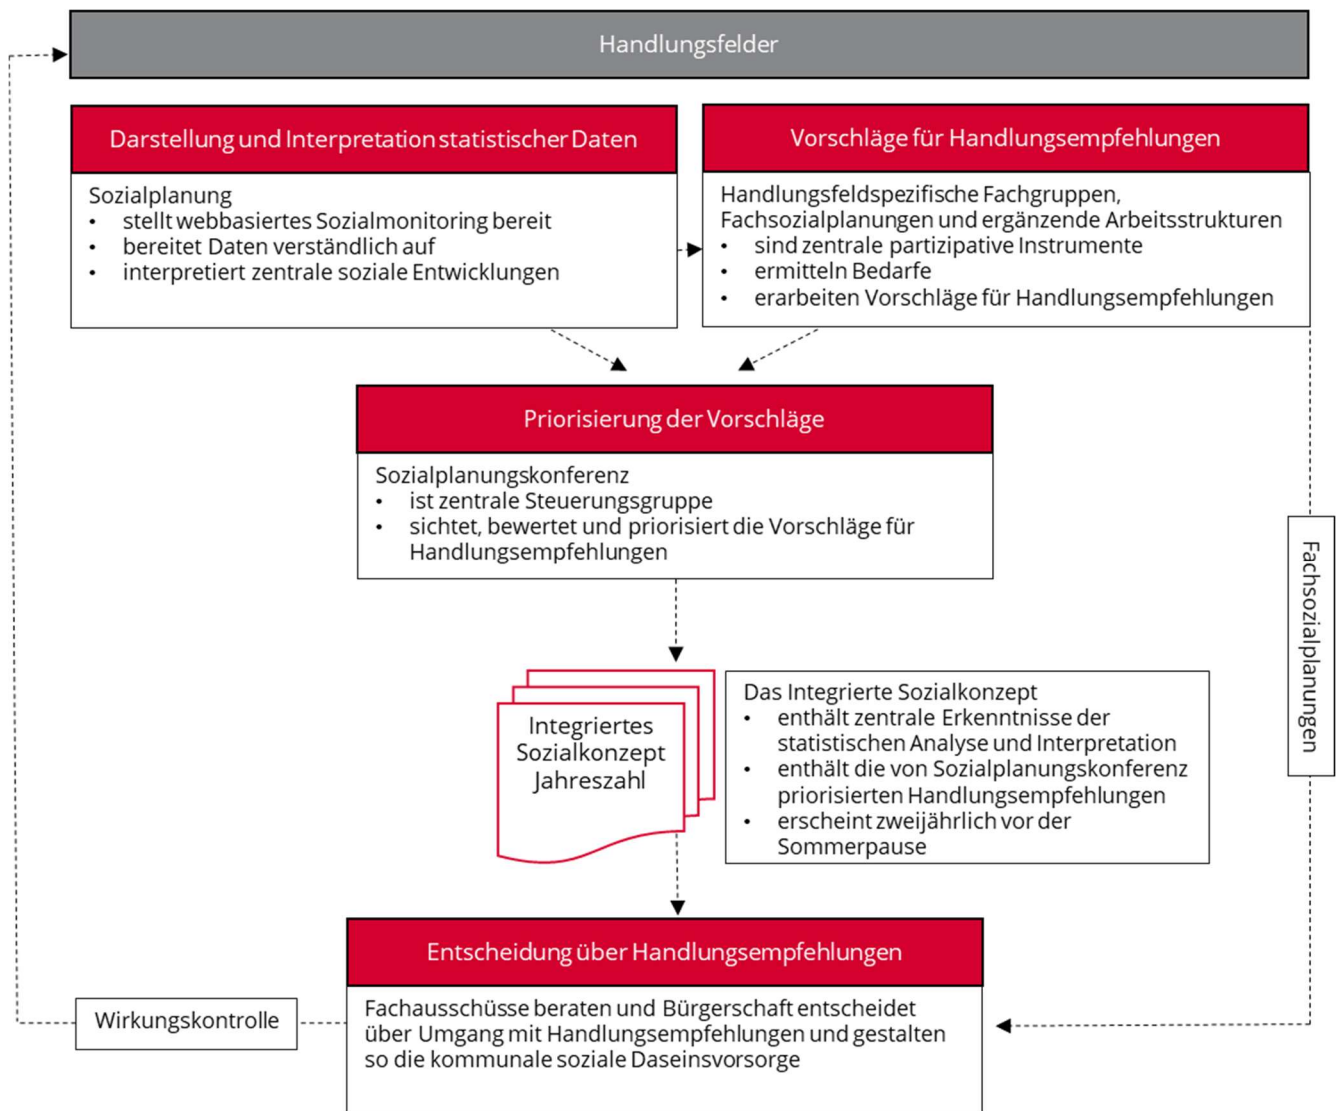 Handlungsfelder
Darstellung und Interpretation statistischer Daten
Sozialplanung
• stellt webbasiertes Sozialmonitoring bereit
• bereitet Daten verständlich auf
• interpretiert zentrale soziale Entwicklungen
Vorschläge für Handlungsempfehlungen
Handlungsfeldspezifische Fachgruppen,
Fachsozialplanungen und ergänzende Arbeitsstrukturen
• sind zentrale partizipative Instrumente
• ermitteln Bedarfe
• erarbeiten Vorschläge für Handlungsempfehlungen
Priorisierung der Vorschläge
Sozialplanungskonferenz
• ist zentrale Steuerungsgruppe
• sichtet, bewertet und priorisiert die Vorschläge für
Handlungsempfehlungen
Fachsozialplanungen
Integriertes
Sozialkonzept
Jahreszahl
Das Integrierte Sozialkonzept
• enthält zentrale Erkenntnisse der
statistischen Analyse und Interpretation
• enthält die von Sozialplanungskonferenz
priorisierten Handlungsempfehlungen
• erscheint zweijährlich vor der
Sommerpause
Entscheidung über Handlungsempfehlungen
Fachausschüsse beraten und Bürgerschaft entscheidet
über Umgang mit Handlungsempfehlungen und gestalten
so die kommunale soziale Daseinsvorsorge
Wirkungskontrolle